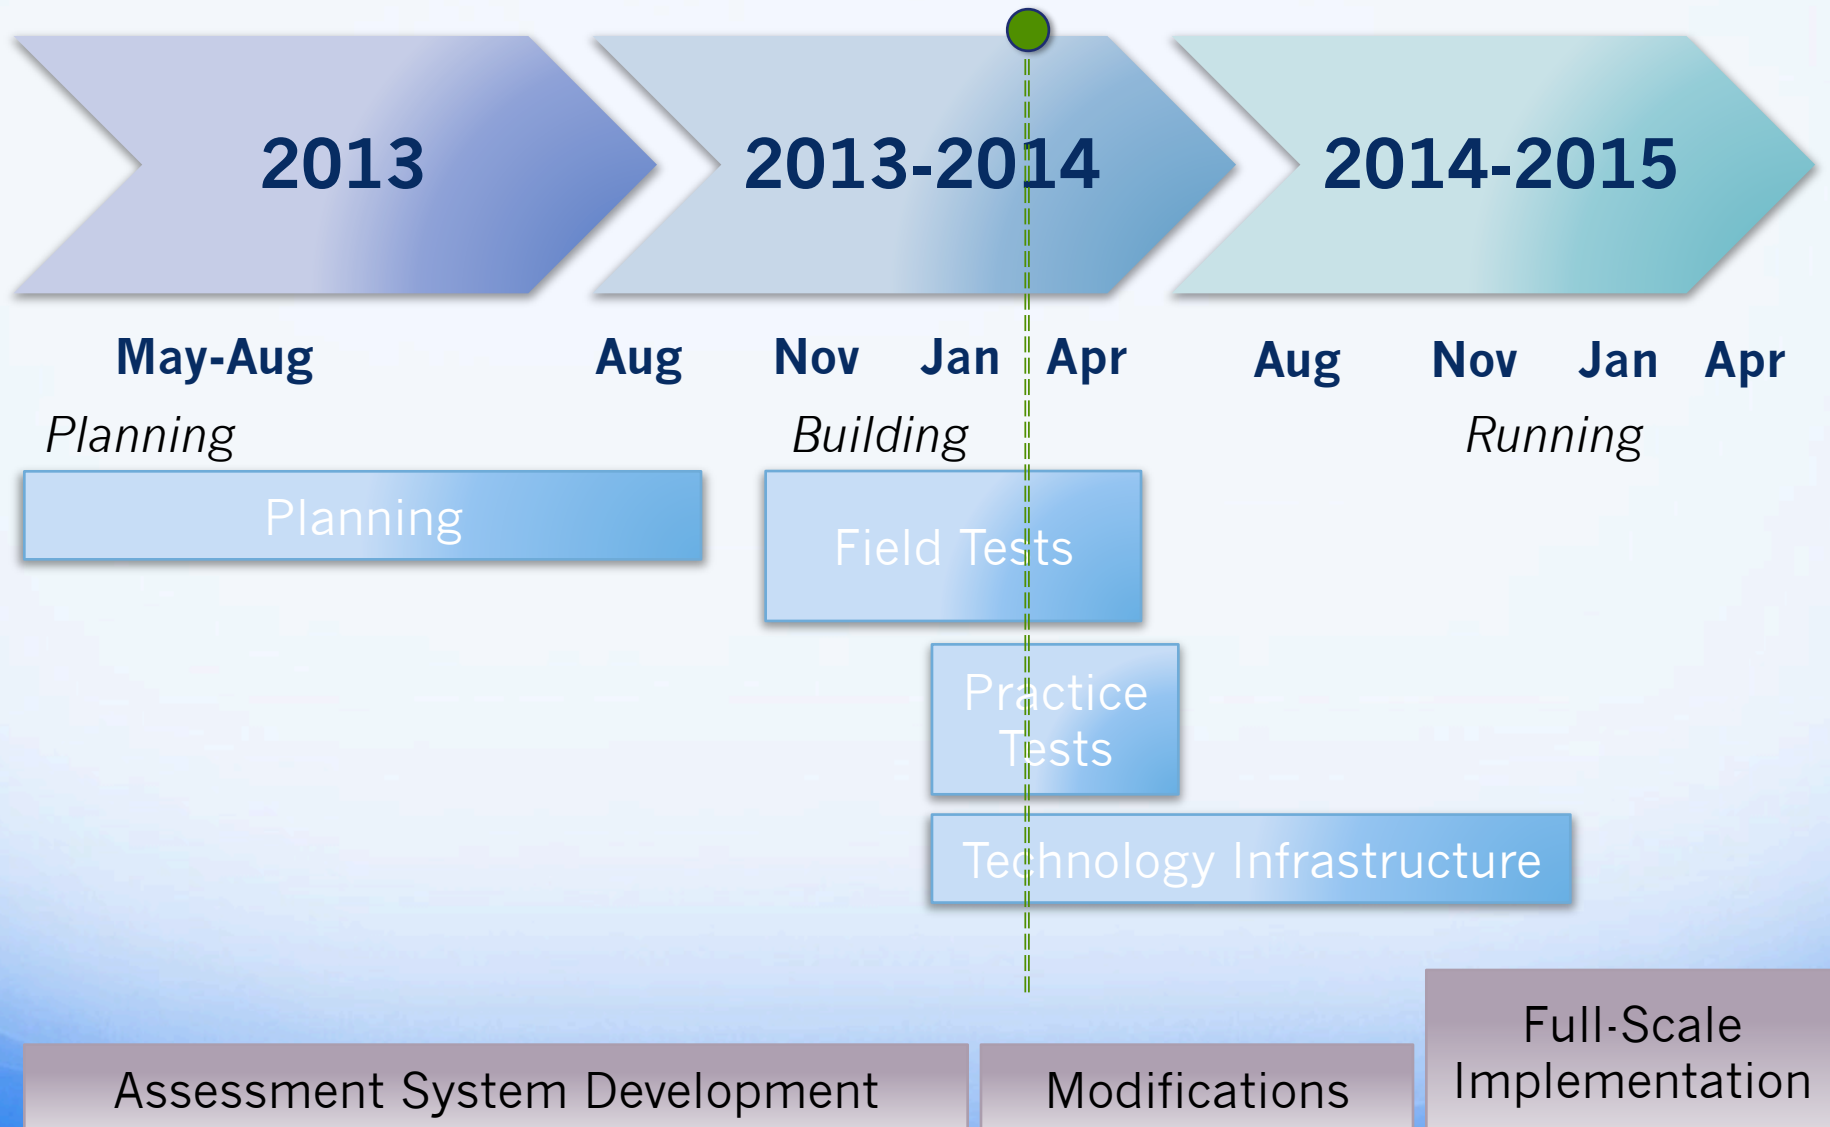 2013
2013-2014
2014-2015
May-Aug
Aug Nov Jan Apr
Aug Nov Jan Apr
Planning
Building
Running
Planning
Field Tests
Practice
Tests
Technology Infrastructure
Assessment System Development
Modifications
Full-Scale
Implementation